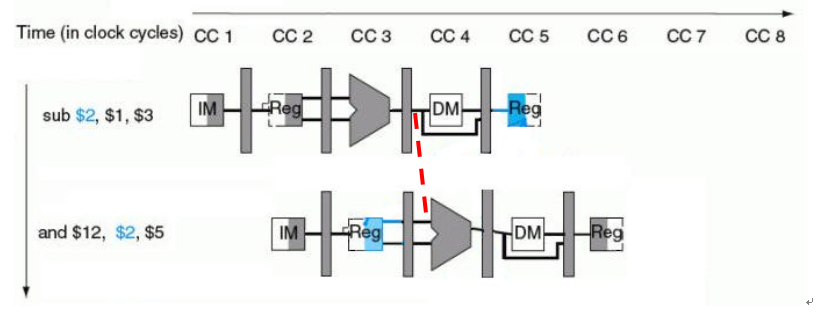 Time (in clock cycles) CC 1 CC 2 CC 3 CC 4 CC 5 CC 6 CC 7 CC 8
sub $2, $1, $3 IM Reg DM Reg
and $12, $2, $5 IM Reg DM Reg